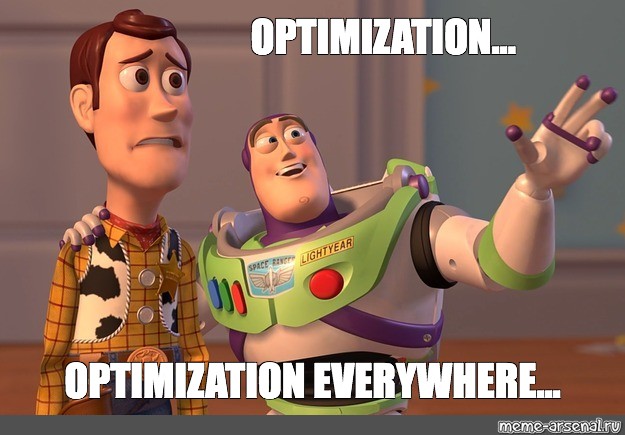 OPTIMIZATION...
LIGHTYEAR
SPACE RANGER
OPTIMIZATION EVERYWHERE...
meme-arsenal.ru